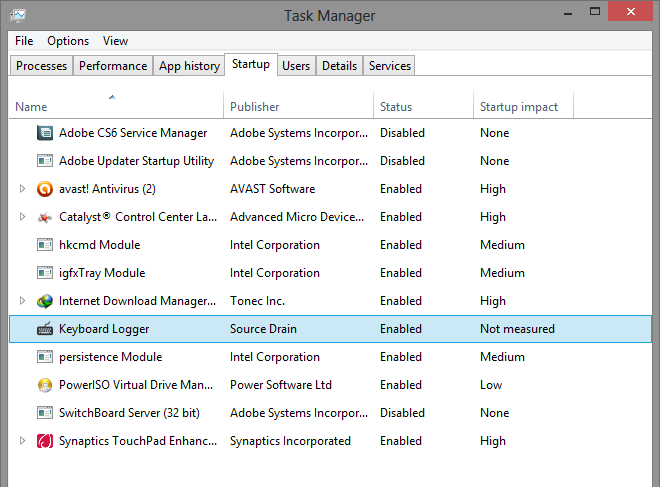 Task Manager
File Options View
Processes Performance App history Startup Users Details Services
Name Publisher Status Startup impact
Adobe CS6 Service Manager Adobe Systems Incorpor... Disabled None
Adobe Updater Startup Utility Adobe Systems Incorpor... Disabled None
avast! Antivirus (2) AVAST Software Enabled High
Catalyst® Control Center La... Advanced Micro Device... Enabled High
hkcmd Module Intel Corporation Enabled Medium
igfxTray Module Intel Corporation Enabled Medium
Internet Download Manager... Tonec Inc. Enabled High
Keyboard Logger Source Drain Enabled Not measured
persistence Module Intel Corporation Enabled Medium
PowerISO Virtual Drive Man... Power Software Ltd Enabled Low
SwitchBoard Server (32 bit) Adobe Systems Incorpor... Disabled None
Synaptics TouchPad Enhanc... Synaptics Incorporated Enabled High